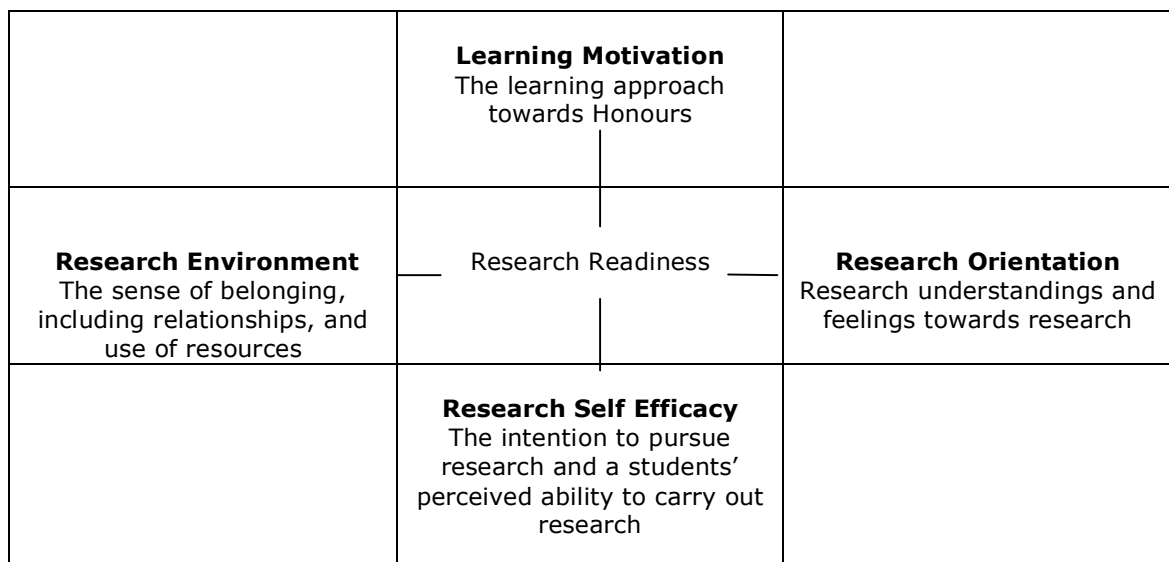 Learning Motivation
The learning approach
towards Honours
Research Environment
The sense of belonging,
including relationships, and
use of resources
Research Readiness
Research Orientation
Research understandings and
feelings towards research
Research Self Efficacy
The intention to pursue
research and a students’
perceived ability to carry out
research